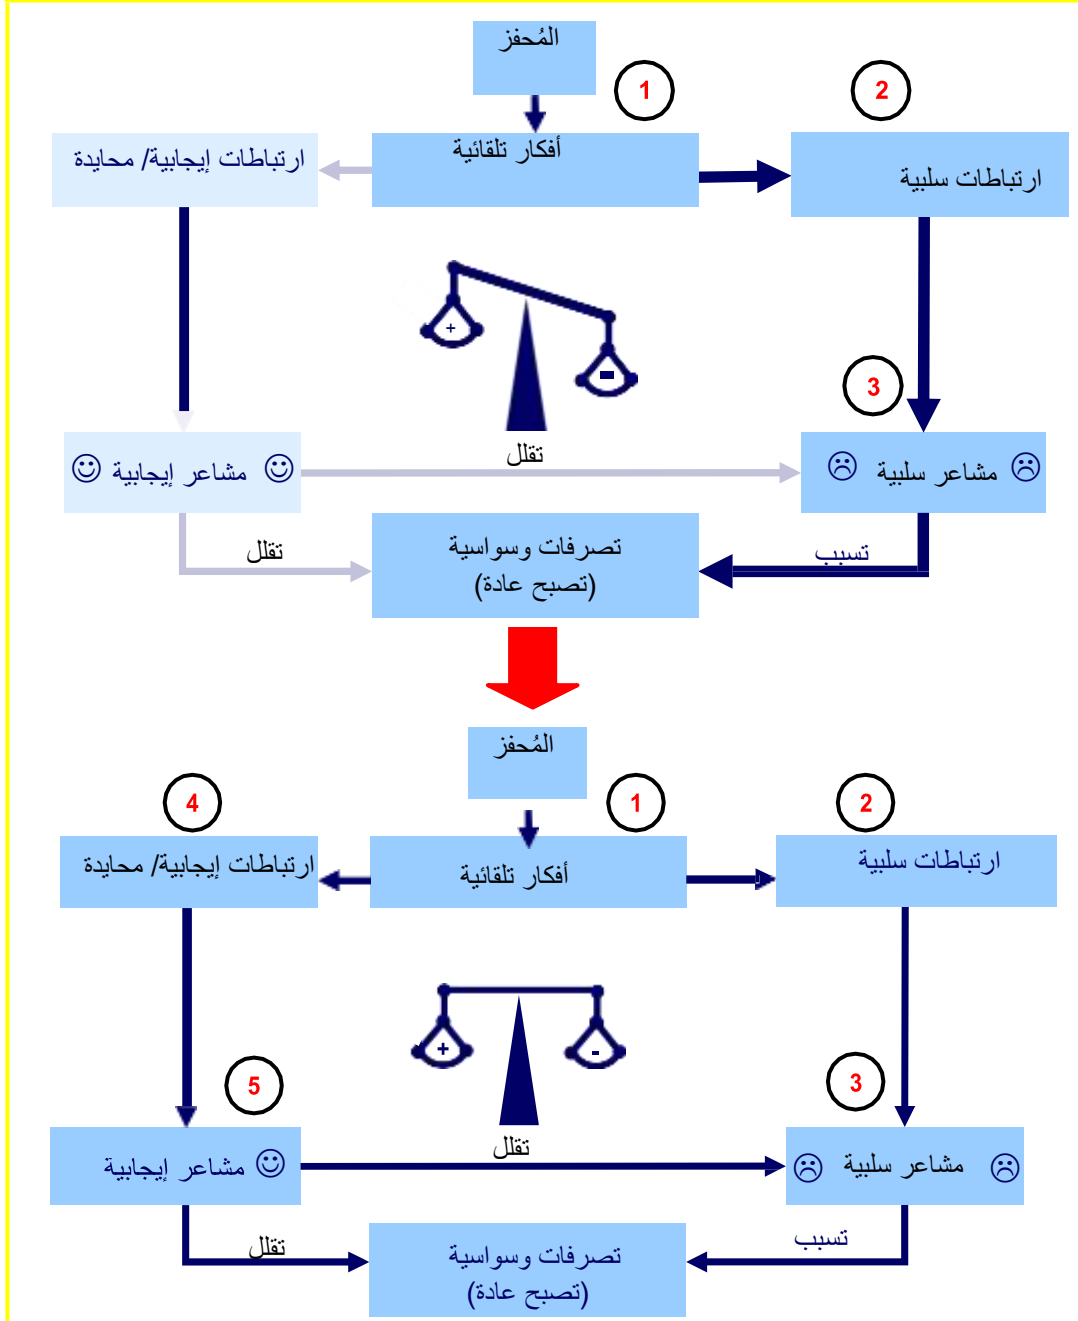 المُحفز
1
2
أفكار تلقائية
ارتباطات إيجابية/ محايدة
ارتباطات سلبية
+
-
3
تقلل
مشاعر سلبية
مشاعر إيجابية
تقلل
تسبب
تصرفات وسواسية
(تصبح عادة)
المُحفز
4
1
2
ارتباطات سلبية
أفكار تلقائية
ارتباطات إيجابية/ محايدة
+
-
3
5
تقلل
مشاعر سلبية
مشاعر إيجابية
تسبب
تقلل
تصرفات وسواسية
(تصبح عادة)